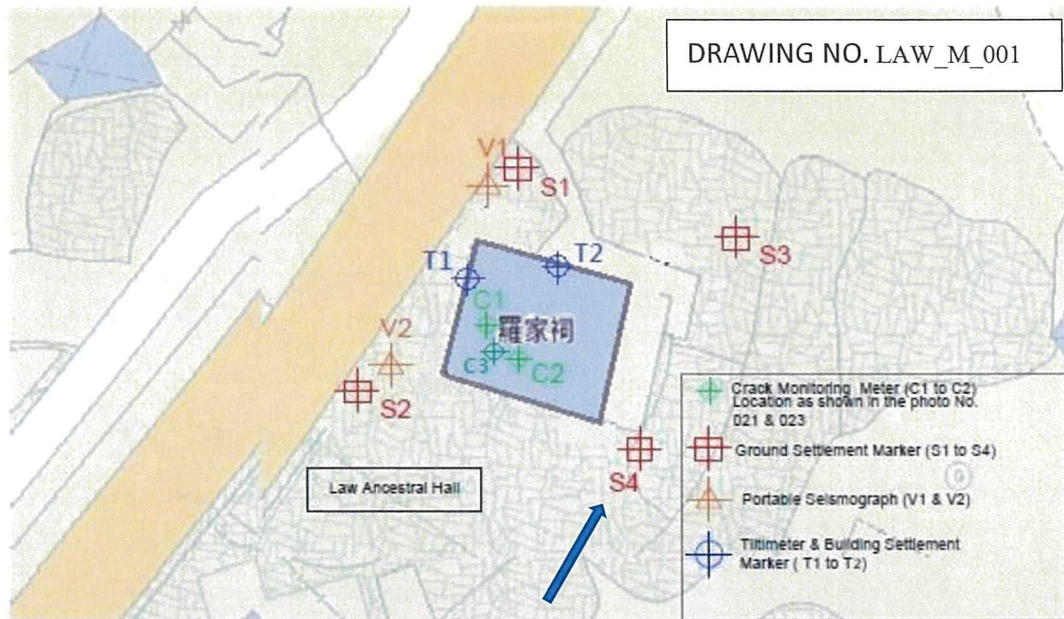 DRAWING NO. LAW_M_001
V1
S1
S3
T1
T2
C1
羅家祠
V2
C3
C2
S2
S4
Law Ancestral Hall
Crack Monitoring Meter (C1 to C2)
Location as shown in the photo No.
021 & 023
Ground Settlement Marker (S1 to S4)
Portable Seismograph (V1 & V2)
Tiltimeter & Building Settlement
Marker ( T1 to T2)